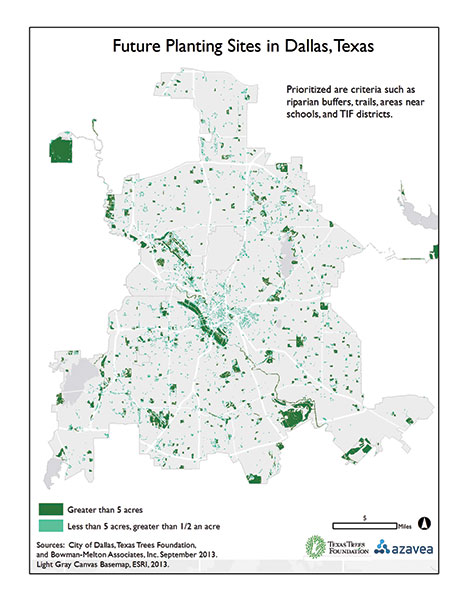 Future Planting Sites in Dallas, Texas
Prioritized are criteria such as
riparian buffers, trails, areas near
schools, and TIF districts.
Greater than 5 acres
Less than 5 acres, greater than 1/2 an acre
5
Miles
Sources: City of Dallas, Texas Trees Foundation,
and Bowman-Melton Associates, Inc. September 2013.
Light Gray Canvas Basemap, ESRI, 2013.
TEXAS TREES
FOUNDATION
azavea